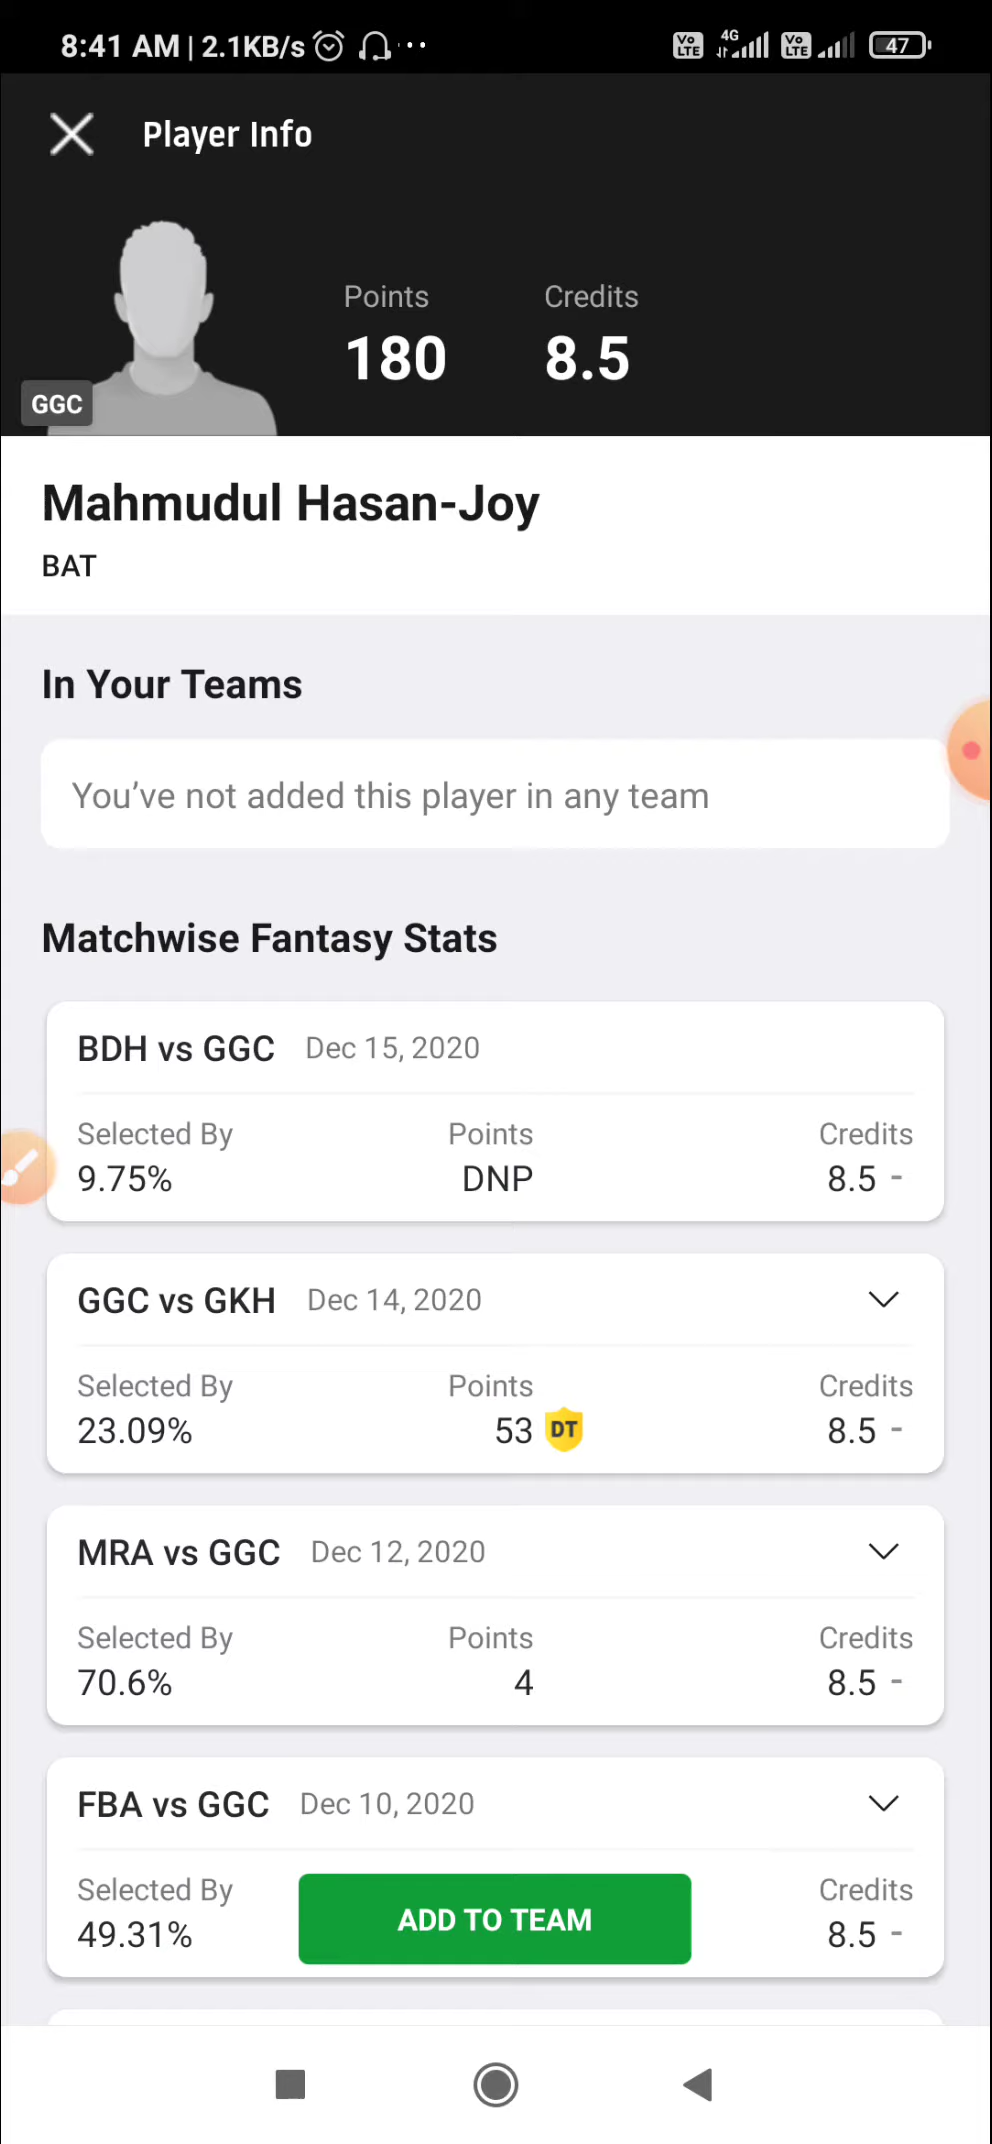 8:41 AM | 2.1KB/s
Vo LTE 4G Vo LTE 47
Player Info
Points Credits
180 8.5
GGC
Mahmudul Hasan-Joy
BAT
In Your Teams
You’ve not added this player in any team
Matchwise Fantasy Stats
BDH vs GGC Dec 15, 2020
Selected By Points Credits
9.75% DNP 8.5 -
GGC vs GKH Dec 14, 2020
Selected By Points Credits
23.09% 53 DT 8.5 -
MRA vs GGC Dec 12, 2020
Selected By Points Credits
70.6% 4 8.5 -
FBA vs GGC Dec 10, 2020
Selected By Credits
49.31% 8.5 -
ADD TO TEAM